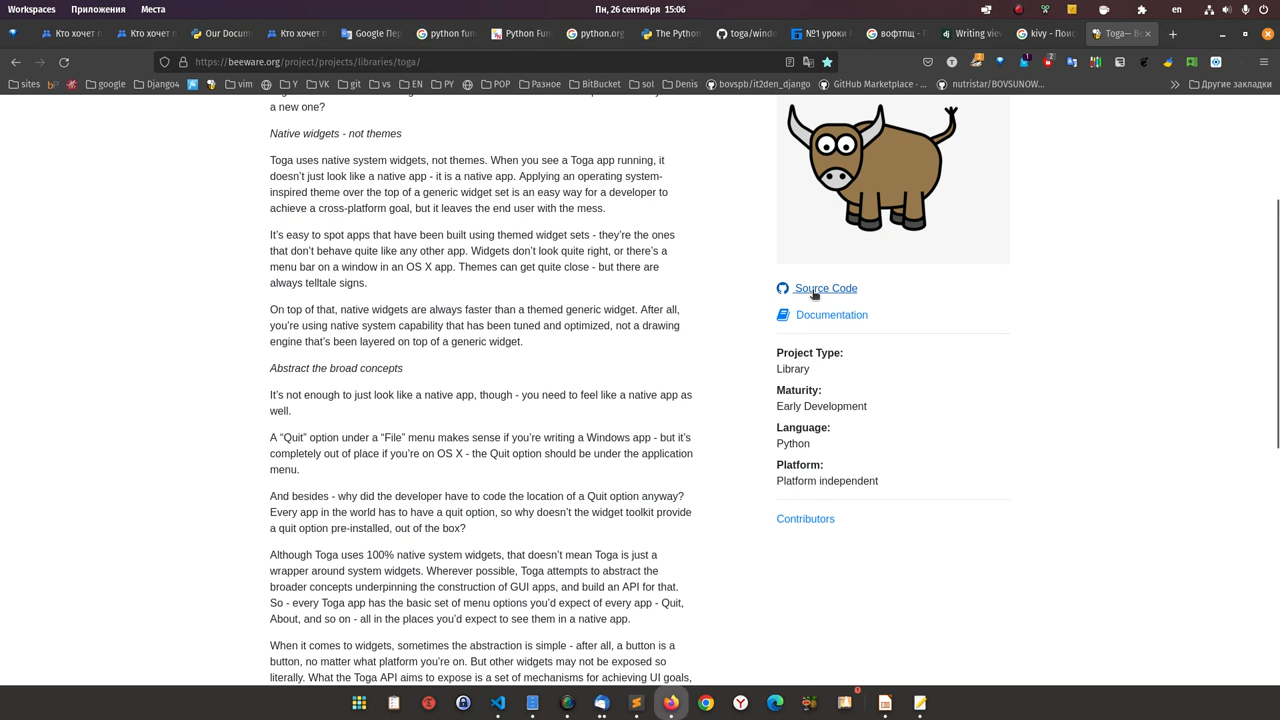 Workspaces Приложения Места Пн, 26 сентября 15:06 en
Кто хочет п Кто хочет п Our Docum Кто хочет п Google Пер python func Python Fun python.org The Python toga/windo №1 уроки Writing view kivy - Поис Toga— Be
https://beeware.org/project/projects/libraries/toga/
sites google Django4 vim Y VK git vs EN PY POP Разное BitBucket sol Denis bovspb/it2den_django GitHub Marketplace · ... nutristar/BOVSUNOW... Другие закладки
a new one?
Native widgets - not themes
Toga uses native system widgets, not themes. When you see a Toga app running, it
doesn’t just look like a native app - it is a native app. Applying an operating system-
inspired theme over the top of a generic widget set is an easy way for a developer to
achieve a cross-platform goal, but it leaves the end user with the mess.
It’s easy to spot apps that have been built using themed widget sets - they’re the ones
that don’t behave quite like any other app. Widgets don’t look quite right, or there’s a
menu bar on a window in an OS X app. Themes can get quite close - but there are
always telltale signs.
On top of that, native widgets are always faster than a themed generic widget. After all,
you’re using native system capability that has been tuned and optimized, not a drawing
engine that’s been layered on top of a generic widget.
Abstract the broad concepts
It’s not enough to just look like a native app, though - you need to feel like a native app as
well.
A “Quit” option under a “File” menu makes sense if you’re writing a Windows app - but it’s
completely out of place if you’re on OS X - the Quit option should be under the application
menu.
And besides - why did the developer have to code the location of a Quit option anyway?
Every app in the world has to have a quit option, so why doesn’t the widget toolkit provide
a quit option pre-installed, out of the box?
Although Toga uses 100% native system widgets, that doesn’t mean Toga is just a
wrapper around system widgets. Wherever possible, Toga attempts to abstract the
broader concepts underpinning the construction of GUI apps, and build an API for that.
So - every Toga app has the basic set of menu options you’d expect of every app - Quit,
About, and so on - all in the places you’d expect to see them in a native app.
When it comes to widgets, sometimes the abstraction is simple - after all, a button is a
button, no matter what platform you’re on. But other widgets may not be exposed so
literally. What the Toga API aims to expose is a set of mechanisms for achieving UI goals,
Source Code
Documentation
Project Type:
Library
Maturity:
Early Development
Language:
Python
Platform:
Platform independent
Contributors